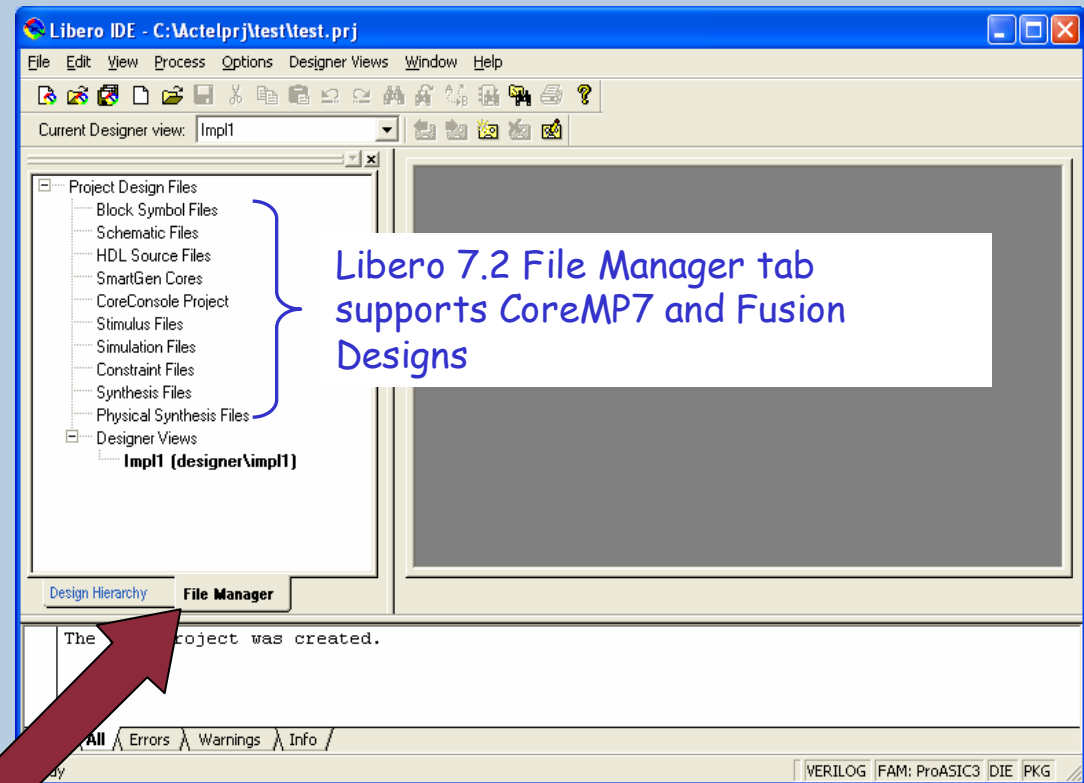 Libero IDE - C:\Actelprj\test\test.prj
File Edit View Process Options Designer Views Window Help
Current Designer view: Impl1
Project Design Files
Block Symbol Files
Schematic Files
HDL Source Files
SmartGen Cores
CoreConsole Project
Stimulus Files
Simulation Files
Constraint Files
Synthesis Files
Physical Synthesis Files
Designer Views
Impl1 (designer\impl1)
Libero 7.2 File Manager tab
supports CoreMP7 and Fusion
Designs
Design Hierarchy File Manager
The roject was created.
All Errors Warnings Info
VERILOG FAM: ProASIC3 DIE PKG